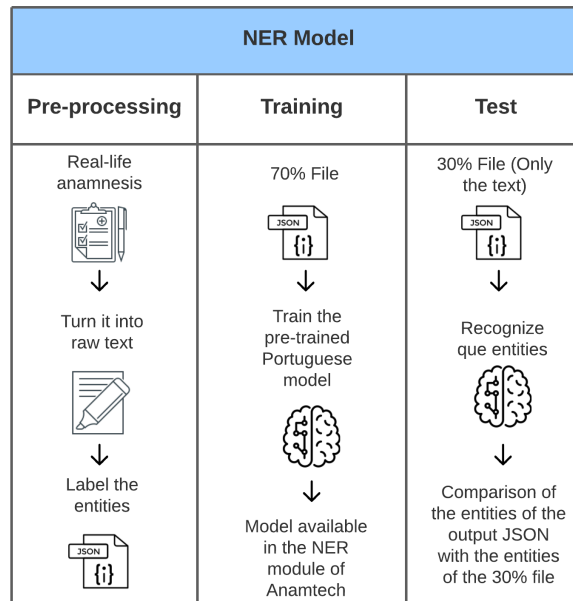 NER Model
Pre-processing
Training
Test
Real-life
anamnesis
Turn it into
raw text
Label the
entities
JSON
{i}
70% File
JSON
{i}
Train the
pre-trained
Portuguese
model
Model available
in the NER
module of
Anamtech
30% File (Only
the text)
JSON
{i}
Recognize
que entities
Comparison of
the entities of the
output JSON
with the entities
of the 30% file